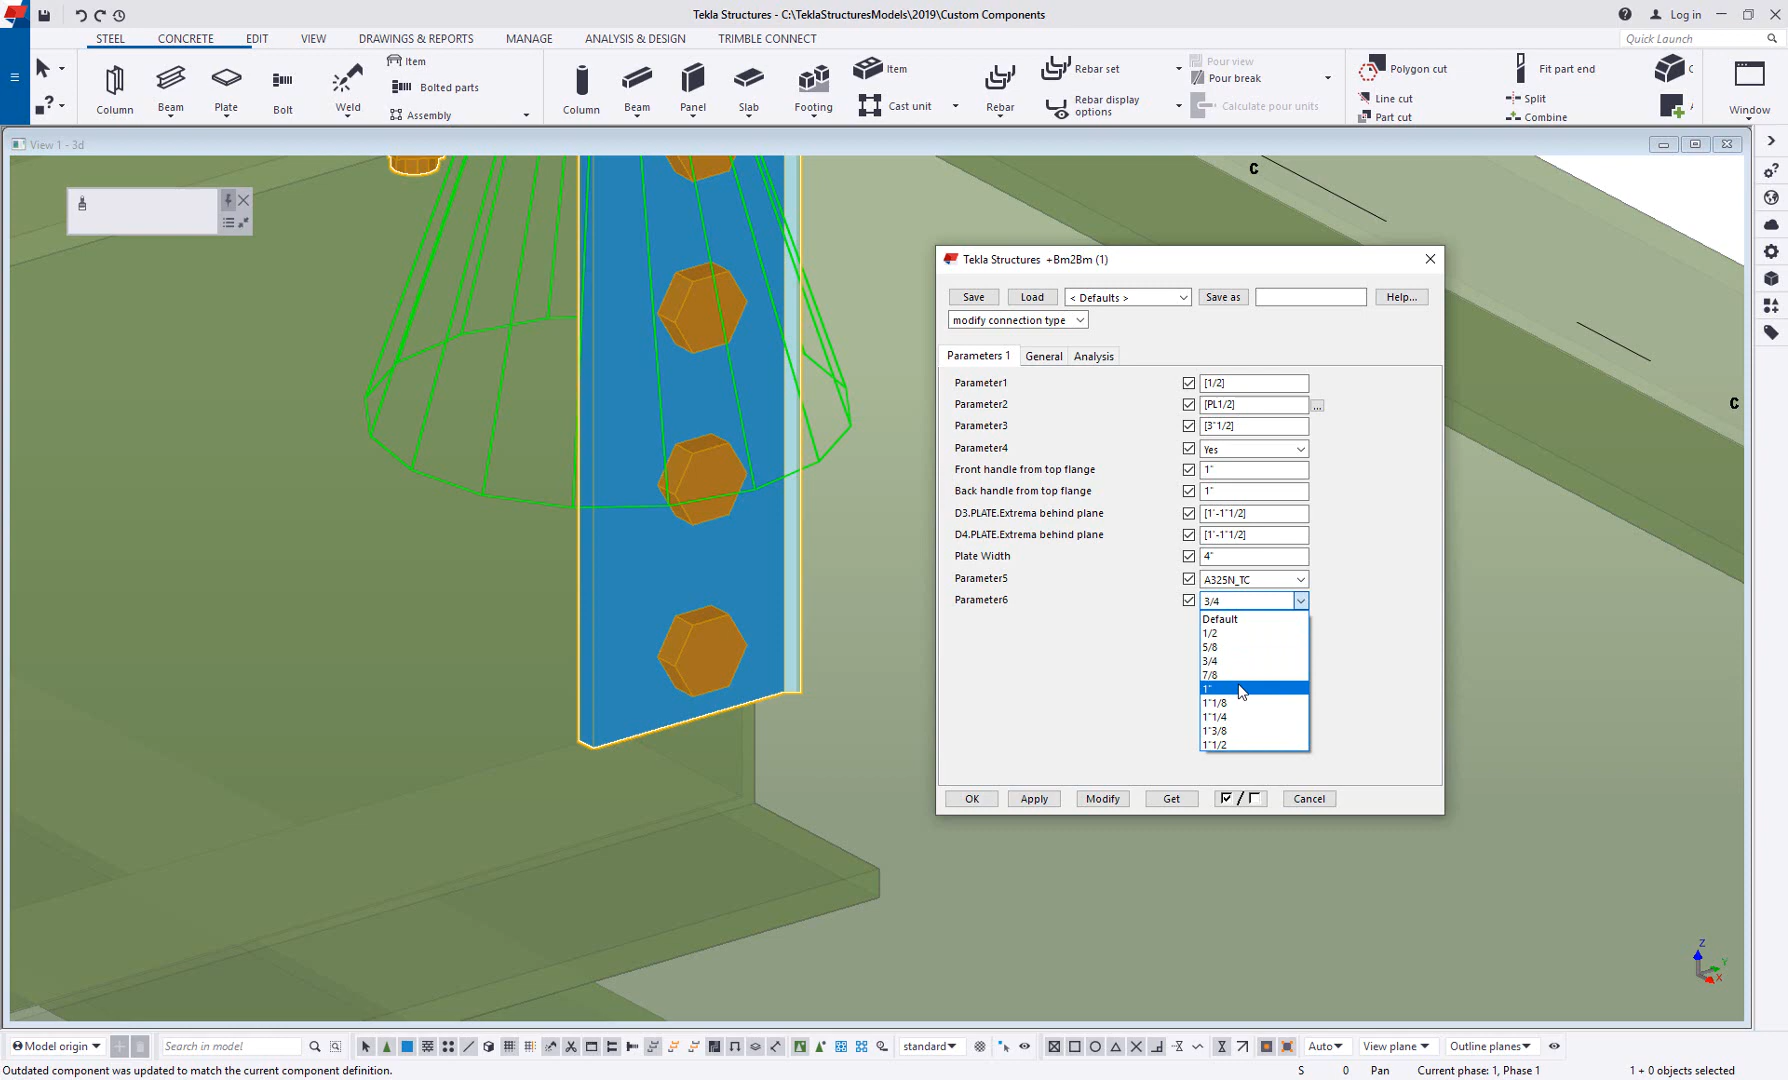 Tekla Structures - C:\TeklaStructuresModels\2019\Custom Components
Log in
STEEL CONCRETE EDIT VIEW DRAWINGS & REPORTS MANAGE ANALYSIS & DESIGN TRIMBLE CONNECT
Quick Launch
Column
Beam
Plate
Bolt
Weld
Item
Bolted parts
Assembly
Column
Beam
Panel
Slab
Footing
Item
Cast unit
Rebar
Rebar set
Rebar display
options
Pour view
Pour break
Calculate pour units
Polygon cut
Line cut
Part cut
Fit part end
Split
Combine
Window
View 1 - 3d
C
C
Tekla Structures +Bm2Bm (1)
Save
Load
< Defaults >
Save as
Help...
modify connection type
Parameters 1 General Analysis
Parameter1 [1/2]
Parameter2 [PL1/2] ...
Parameter3 [3"1/2]
Parameter4 Yes
Front handle from top flange 1"
Back handle from top flange 1"
D3.PLATE.Extrema behind plane [1'-1"1/2]
D4.PLATE.Extrema behind plane [1'-1"1/2]
Plate Width 4"
Parameter5 A325N_TC
Parameter6 3/4
Default
1/2
5/8
3/4
7/8
1"
1"1/8
1"1/4
1"3/8
1"1/2
OK
Apply
Modify
Get
/
Cancel
Z
Y
X
Model origin
Search in model
standard
Auto
View plane
Outline planes
Outdated component was updated to match the current component definition.
S 0 Pan Current phase: 1, Phase 1 1 + 0 objects selected